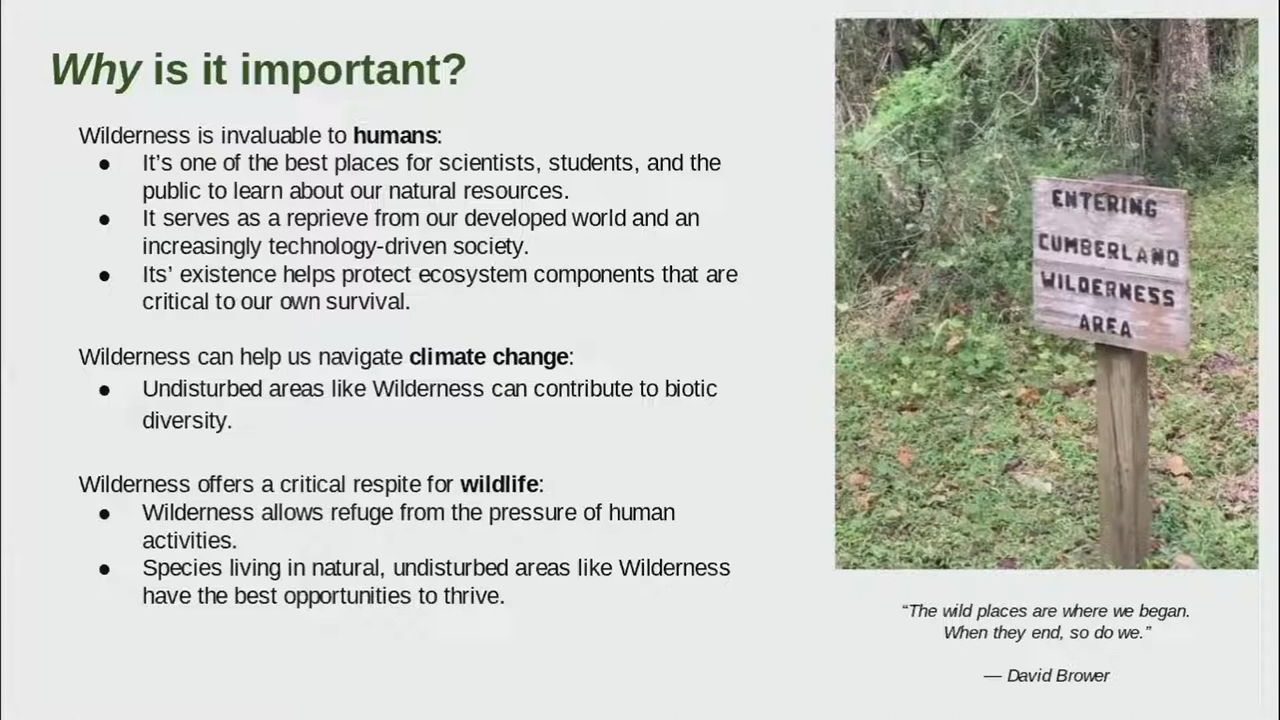 Why is it important?
Wilderness is invaluable to humans:
● It’s one of the best places for scientists, students, and the
public to learn about our natural resources.
● It serves as a reprieve from our developed world and an
increasingly technology-driven society.
● Its’ existence helps protect ecosystem components that are
critical to our own survival.
Wilderness can help us navigate climate change:
● Undisturbed areas like Wilderness can contribute to biotic
diversity.
Wilderness offers a critical respite for wildlife:
● Wilderness allows refuge from the pressure of human
activities.
● Species living in natural, undisturbed areas like Wilderness
have the best opportunities to thrive.
ENTERING
CUMBERLAND
WILDERNESS
AREA
“The wild places are where we began.
When they end, so do we.”
— David Brower